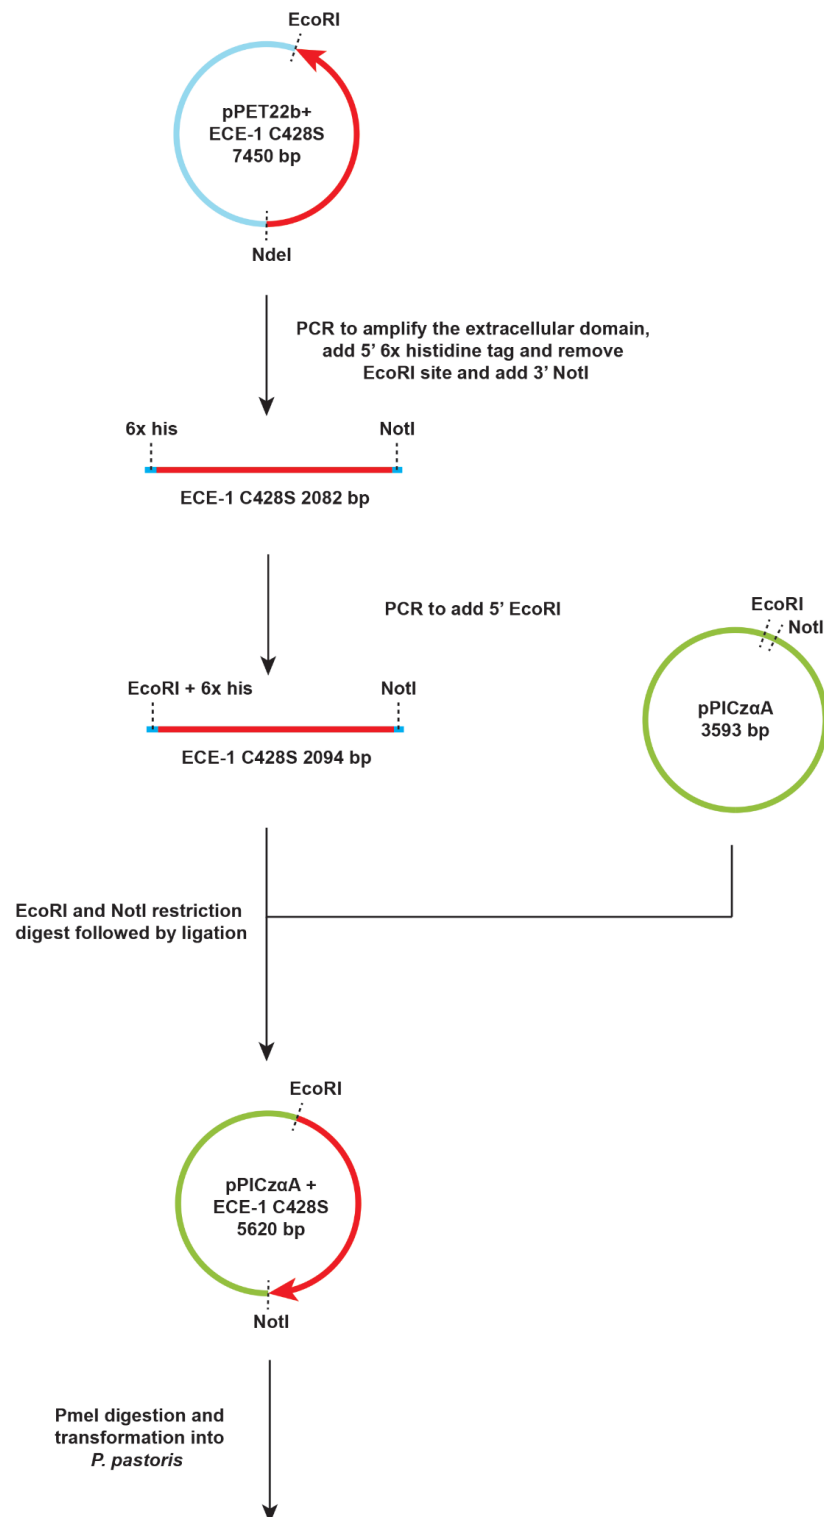 EcoRI
pPET22b+
ECE-1 C428S
7450 bp
NdeI
PCR to amplify the extracellular domain,
add 5' 6x histidine tag and remove
EcoRI site and add 3' NotI
6x his
NotI
ECE-1 C428S 2082 bp
PCR to add 5' EcoRI
EcoRI
NotI
pPICzαA
3593 bp
EcoRI + 6x his
NotI
ECE-1 C428S 2094 bp
EcoRI and NotI restriction
digest followed by ligation
EcoRI
pPICzαA +
ECE-1 C428S
5620 bp
NotI
PmeI digestion and
transformation into
P. pastoris